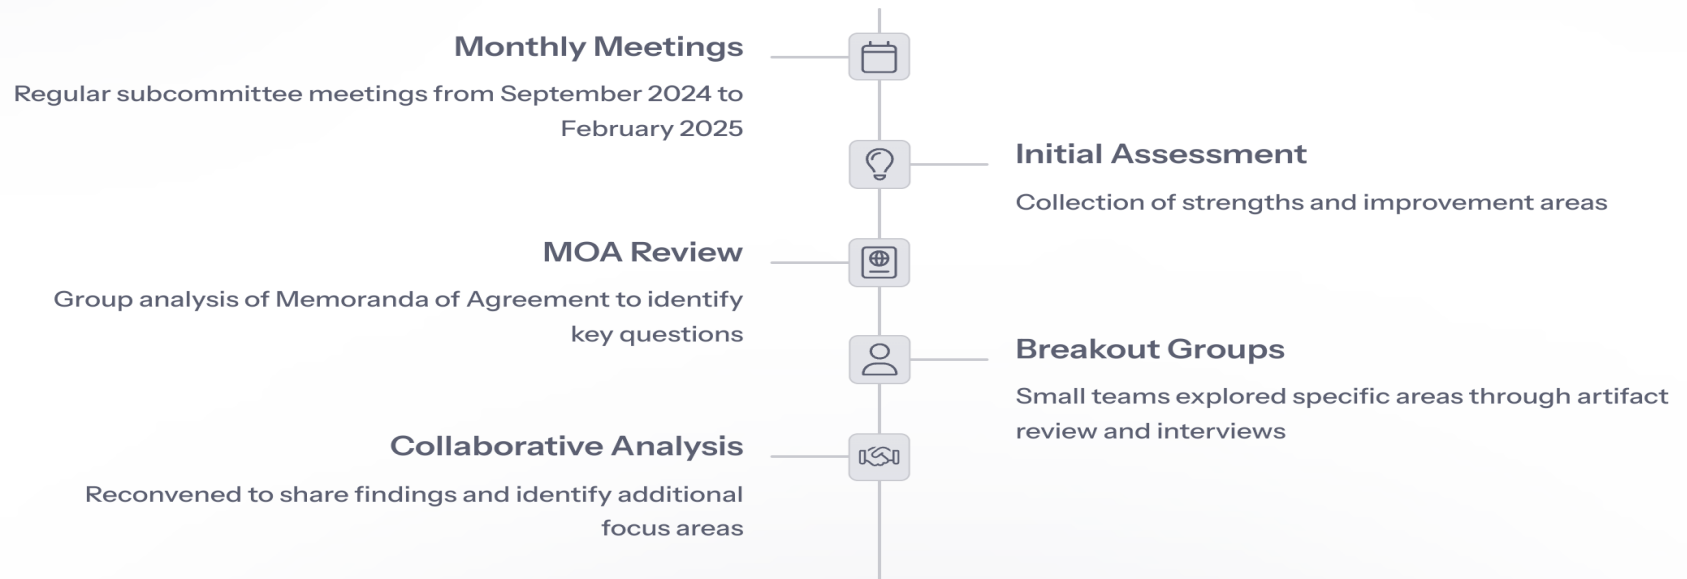 Monthly Meetings
Regular subcommittee meetings from September 2024 to
February 2025
Initial Assessment
Collection of strengths and improvement areas
MOA Review
Group analysis of Memoranda of Agreement to identify
key questions
Breakout Groups
Small teams explored specific areas through artifact
review and interviews
Collaborative Analysis
Reconvened to share findings and identify additional
focus areas